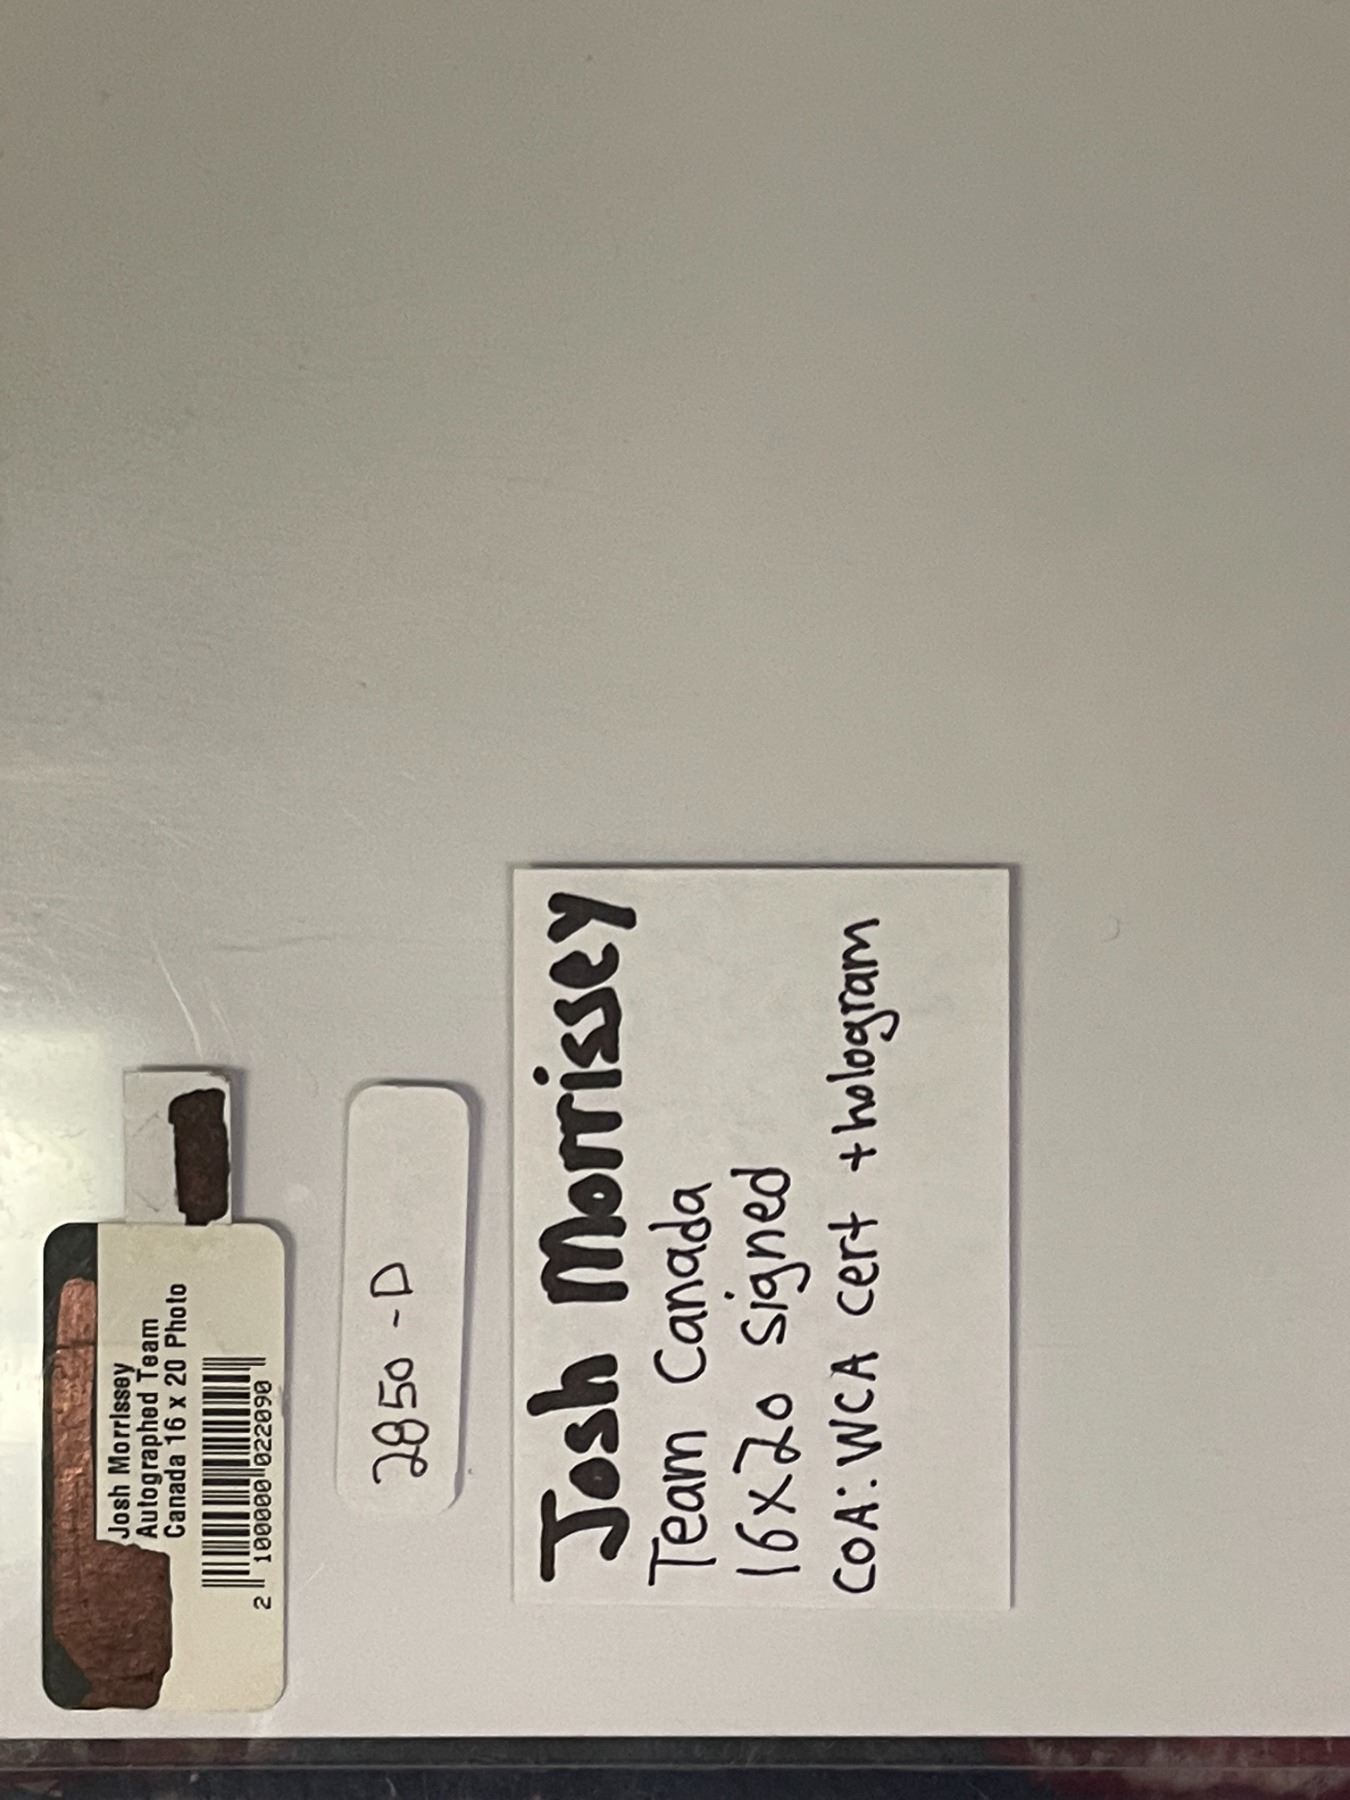 Josh Morrissey
Autographed Team
Canada 16 x 20 Photo
2 100000 022090
2850-D
Josh Morrissey
Team Canada
16x20 signed
COA: WCA cert + hologram